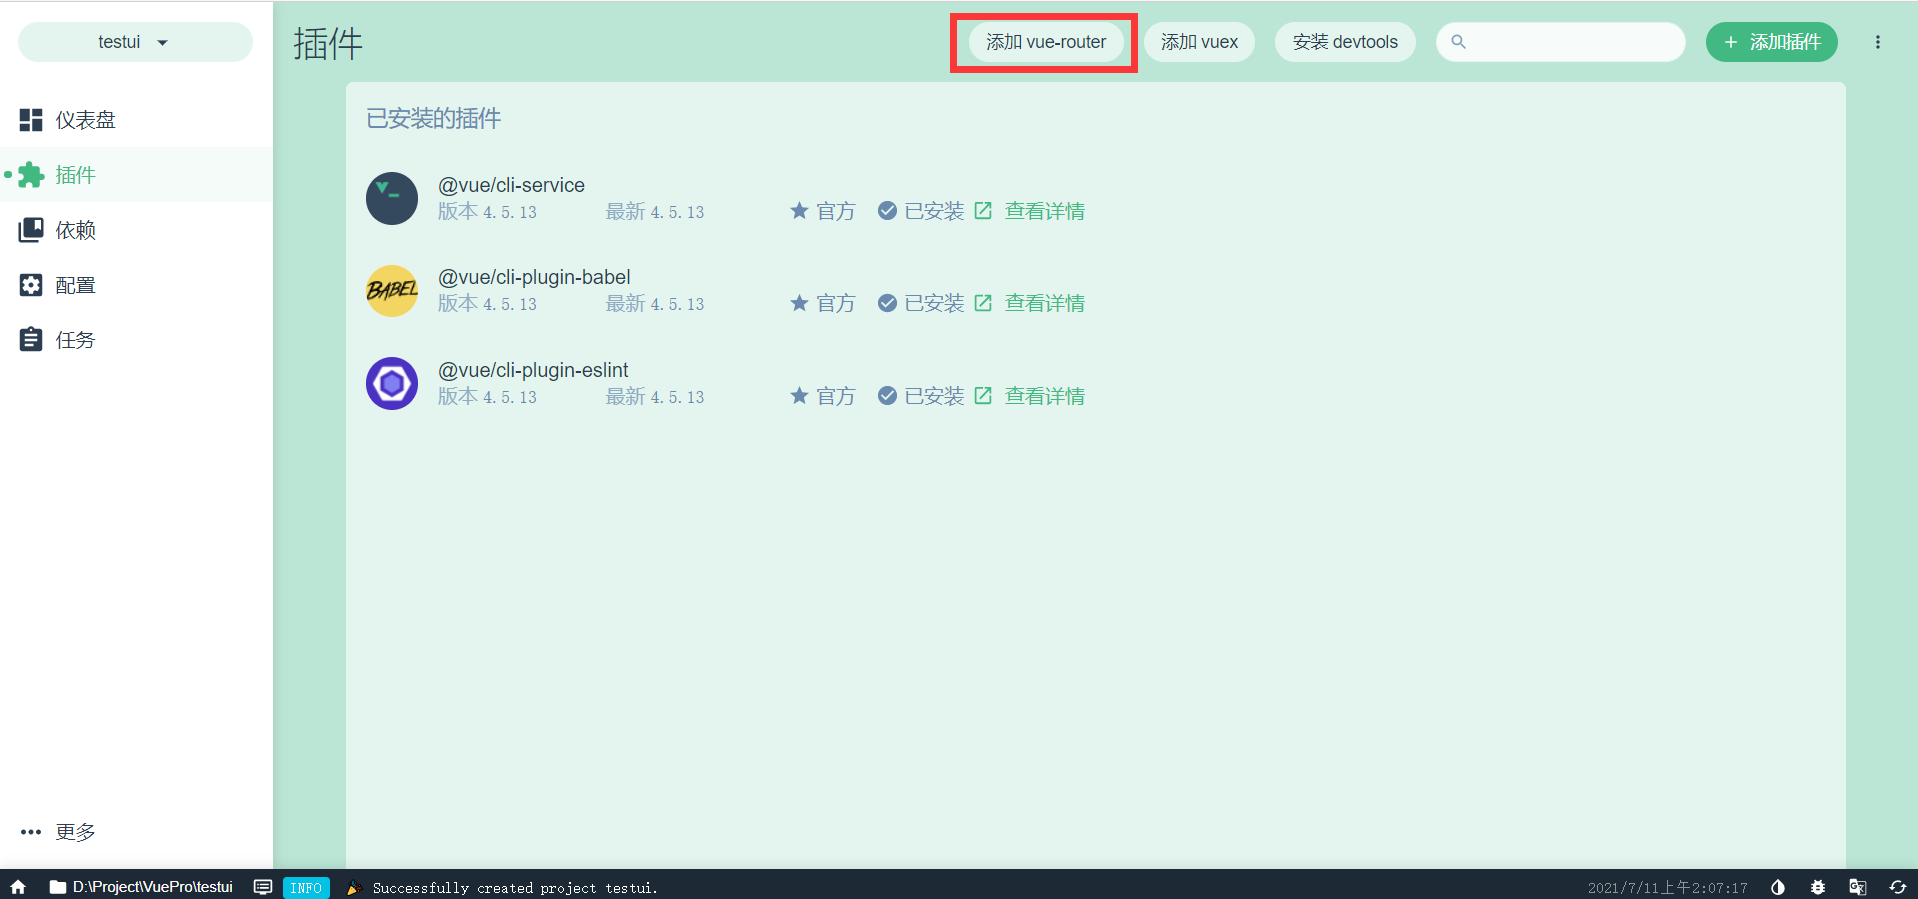 testui
仪表盘
插件
依赖
配置
任务
更多
插件
添加 vue-router
添加 vuex
安装 devtools
添加插件
已安装的插件
@vue/cli-service
版本 4.5.13 最新 4.5.13 官方 已安装 查看详情
BABEL
@vue/cli-plugin-babel
版本 4.5.13 最新 4.5.13 官方 已安装 查看详情
@vue/cli-plugin-eslint
版本 4.5.13 最新 4.5.13 官方 已安装 查看详情
D:\Project\VuePro\testui INFO Successfully created project testui. 2021/7/11上午2:07:17